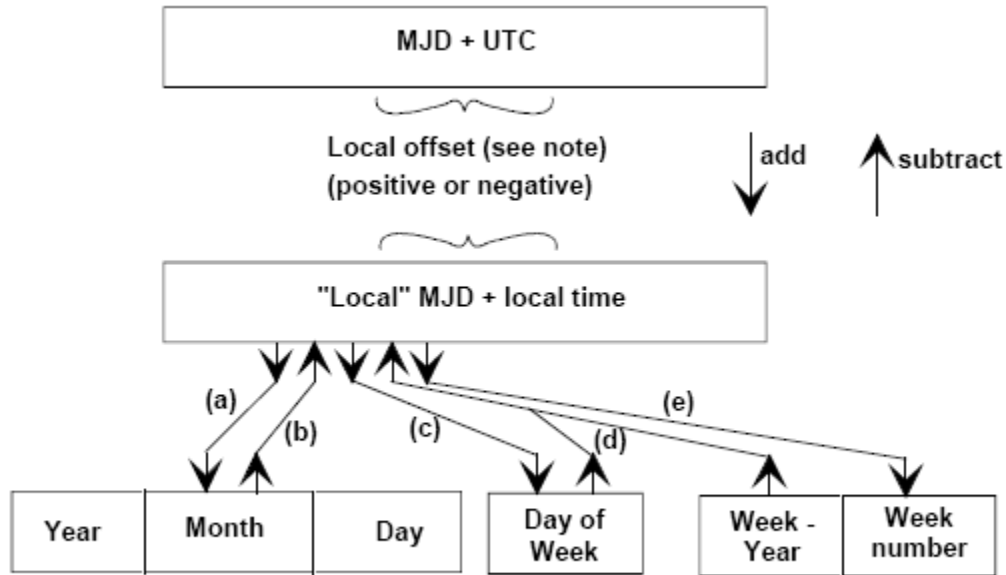 MJD + UTC
Local offset (see note)
(positive or negative)
add
subtract
"Local" MJD + local time
(a)
(b)
(c)
(d)
(e)
Year
Month
Day
Day of
Week
Week -
Year
Week
number